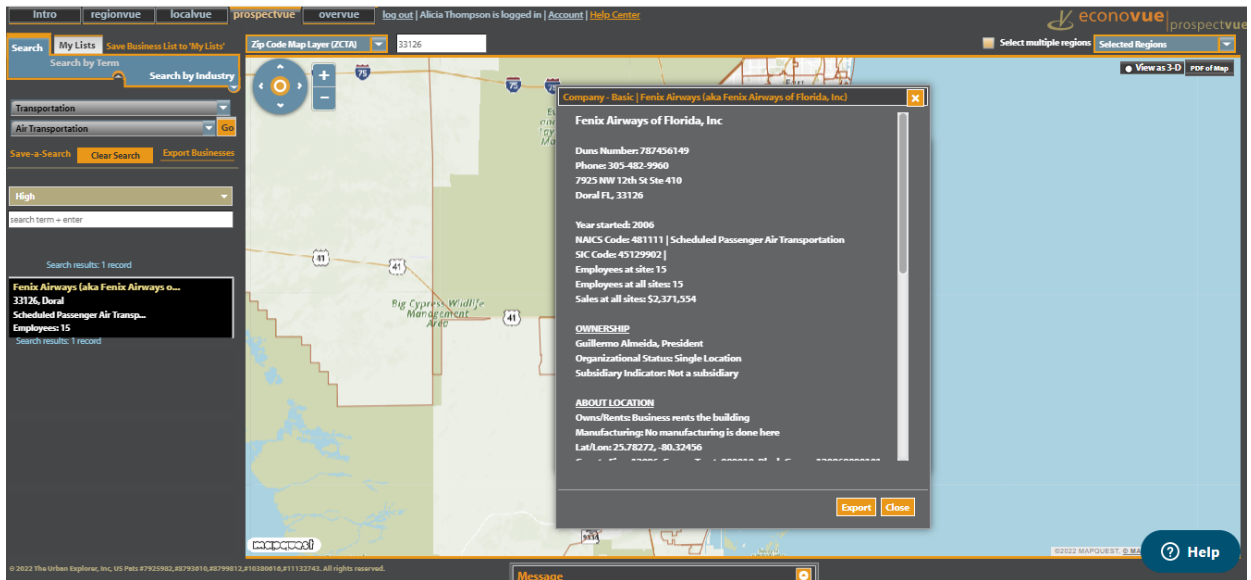 Intro regionvue localvue prospectvue overvue log out | Alicia Thompson is logged in | Account | Help Center
econovue | prospectvue
Search My Lists Save Business List to 'My Lists'
Zip Code Map Layer (ZCTA) 33126
Select multiple regions Selected Regions
Search by Term
Search by Industry
View as 3-D PDF of Map
Transportation
Air Transportation Go
Save-a-Search Clear Search Export Businesses
High
search term + enter
Search results: 1 record
Fenix Airways (aka Fenix Airways o...
33126, Doral
Scheduled Passenger Air Transp...
Employees: 15
Search results: 1 record
75
75
75
41
41
41
Big Cypress Wildlife
Management
Area
Company - Basic | Fenix Airways (aka Fenix Airways of Florida, Inc)
Fenix Airways of Florida, Inc
Duns Number: 787456149
Phone: 305-482-9960
7925 NW 12th St Ste 410
Doral FL, 33126
Year started: 2006
NAICS Code: 481111 | Scheduled Passenger Air Transportation
SIC Code: 45129902 |
Employees at site: 15
Employees at all sites: 15
Sales at all sites: $2,371,554
OWNERSHIP
Guillermo Almeida, President
Organizational Status: Single Location
Subsidiary Indicator: Not a subsidiary
ABOUT LOCATION
Owns/Rents: Business rents the building
Manufacturing: No manufacturing is done here
Lat/Lon: 25.78272, -80.32456
Export Close
mapquest
9336
©2022 MAPQUEST, © MA
Help
© 2022 The Urban Explorer, Inc, US Pats #7925982,#8793610,#8799812,#10380616,#11132743. All rights reserved.
Message